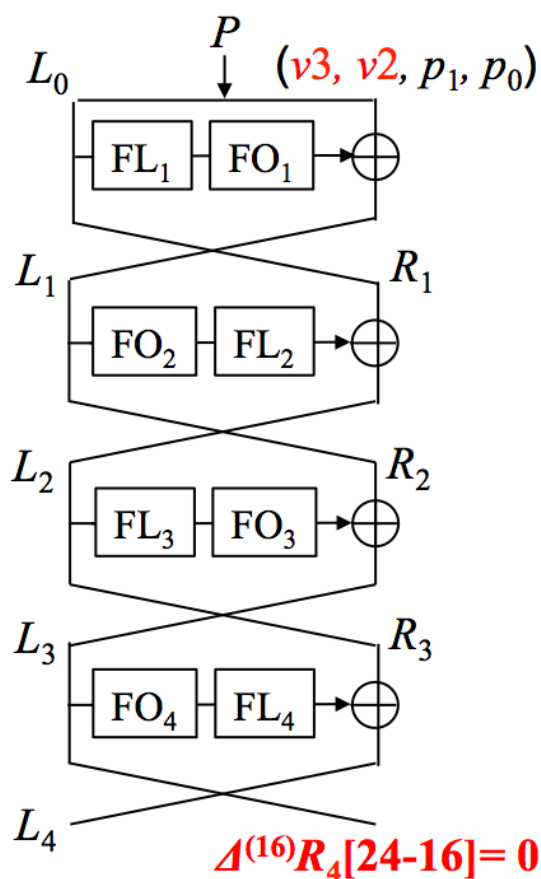 P
L₀ (v3, v2, p₁, p₀)
FL₁ FO₁
L₁ R₁
FO₂ FL₂
L₂ R₂
FL₃ FO₃
L₃ R₃
FO₄ FL₄
L₄
Δ⁽¹⁶⁾R₄[24-16]= 0